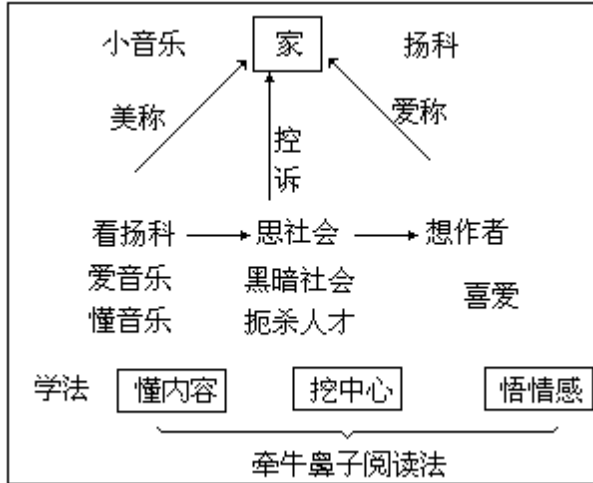 小音乐 家 扬科
美称 控诉 爱称
看扬科 思社会 想作者
爱音乐 黑暗社会 喜爱
懂音乐 扼杀人才
学法 懂内容 挖中心 悟情感
牵牛鼻子阅读法